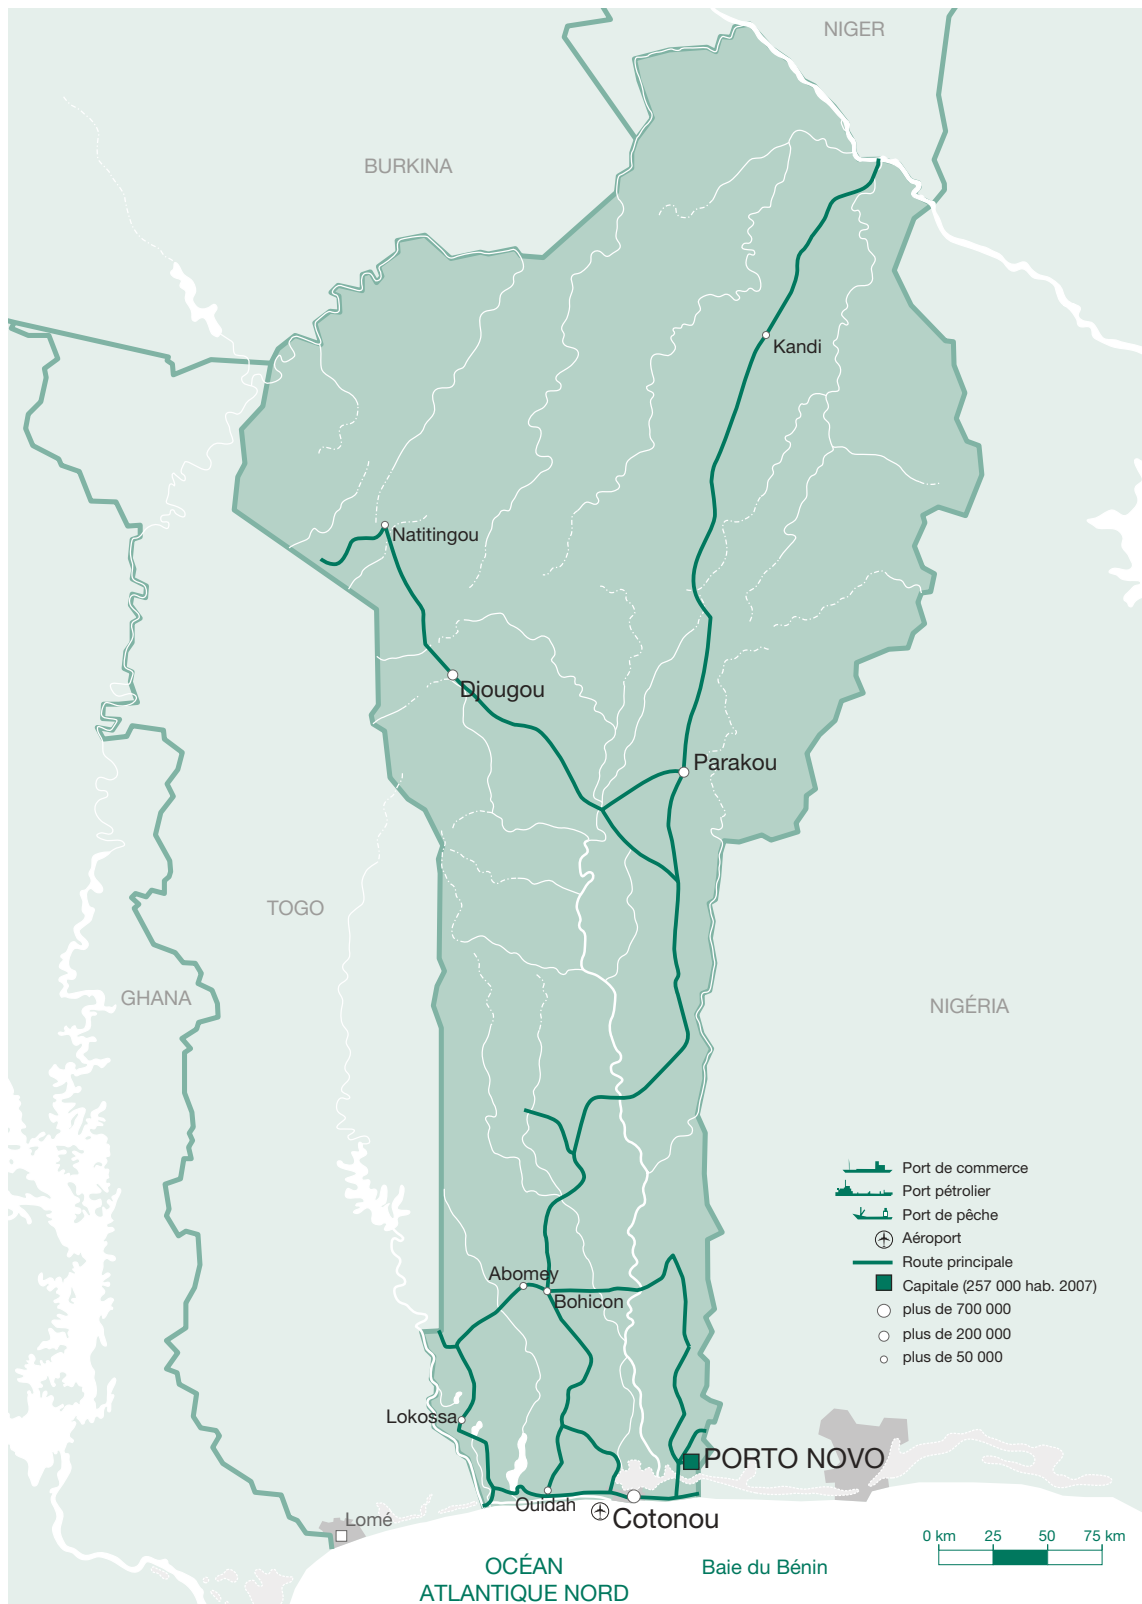 NIGER
BURKINA
Kandi
Natitingou
Djougou
Parakou
TOGO
GHANA
NIGÉRIA
Port de commerce
Port pétrolier
Port de pêche
Aéroport
Route principale
Capitale (257 000 hab. 2007)
plus de 700 000
plus de 200 000
plus de 50 000
Abomey
Bohicon
Lokossa
PORTO NOVO
Ouidah
Cotonou
Lomé
0 km 25 50 75 km
OCÉAN
ATLANTIQUE NORD
Baie du Bénin